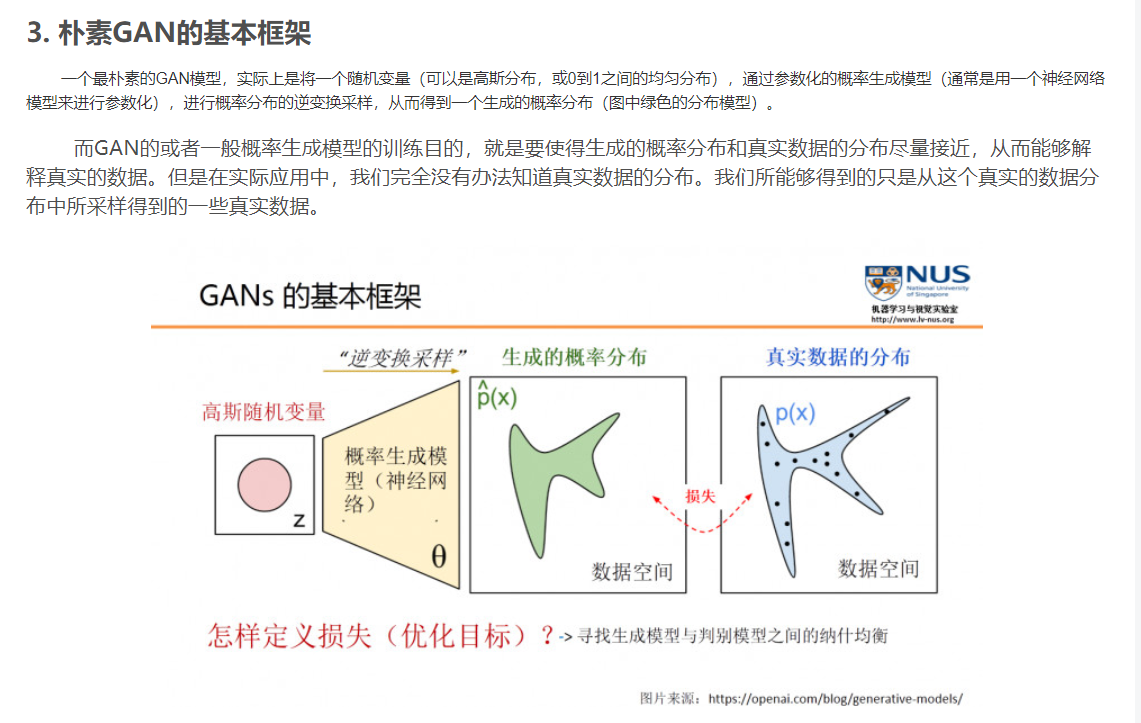 3. 朴素GAN的基本框架
一个最朴素的GAN模型，实际上是将一个随机变量（可以是高斯分布，或0到1之间的均匀分布），通过参数化的概率生成模型（通常是用一个神经网络
模型来进行参数化），进行概率分布的逆变换采样，从而得到一个生成的概率分布（图中绿色的分布模型）。
而GAN的或者一般概率生成模型的训练目的，就是要使得生成的概率分布和真实数据的分布尽量接近，从而能够解
释真实的数据。但是在实际应用中，我们完全没有办法知道真实数据的分布。我们所能够得到的只是从这个真实的数据分
布中所采样得到的一些真实数据。
GANs 的基本框架
NUS
National University
of Singapore
机器学习与视觉实验室
http://www.lv-nus.org
“逆变换采样”
生成的概率分布
真实数据的分布
高斯随机变量
z
概率生成模
型（神经网
络）
θ
p̂(x)
数据空间
损失
p(x)
数据空间
怎样定义损失（优化目标）？-> 寻找生成模型与判别模型之间的纳什均衡
图片来源：https://openai.com/blog/generative-models/